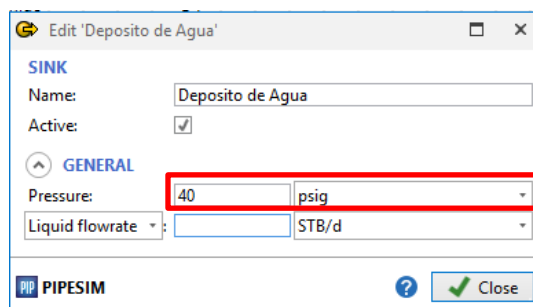 Edit 'Deposito de Agua'
SINK
Name: Deposito de Agua
Active:
GENERAL
Pressure: 40 psig
Liquid flowrate : STB/d
PIP PIPESIM ? Close